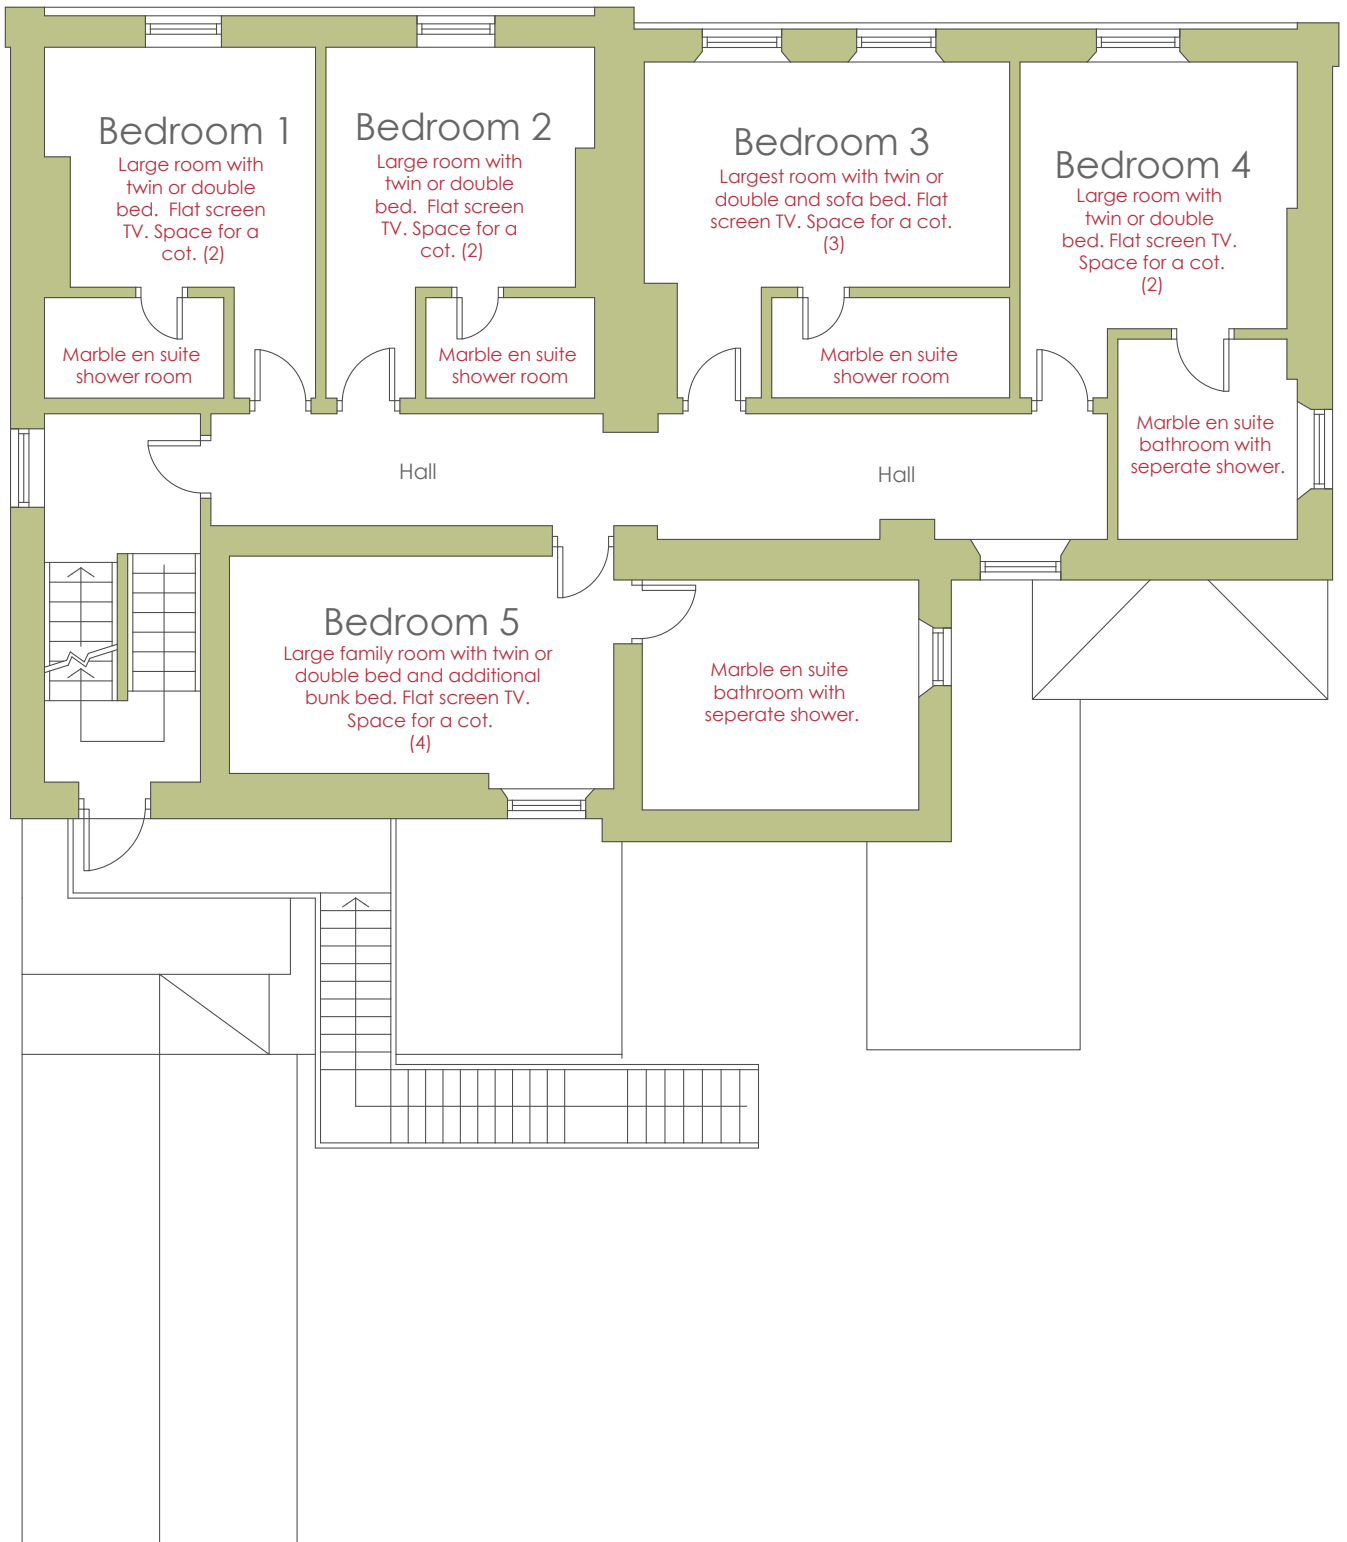 Bedroom 1
Large room with
twin or double
bed.  Flat screen
TV. Space for a
cot. (2)
Bedroom 2
Large room with
twin or double
bed.  Flat screen
TV. Space for a
cot. (2)
Bedroom 3
Largest room with twin or
double and sofa bed. Flat
screen TV. Space for a cot.
(3)
Bedroom 4
Large room with
twin or double
bed. Flat screen TV.
Space for a cot.
(2)
Marble en suite
shower room
Marble en suite
shower room
Marble en suite
shower room
Marble en suite
bathroom with
seperate shower.
Hall
Hall
Bedroom 5
Large family room with twin or
double bed and additional
bunk bed. Flat screen TV.
Space for a cot.
(4)
Marble en suite
bathroom with
seperate shower.